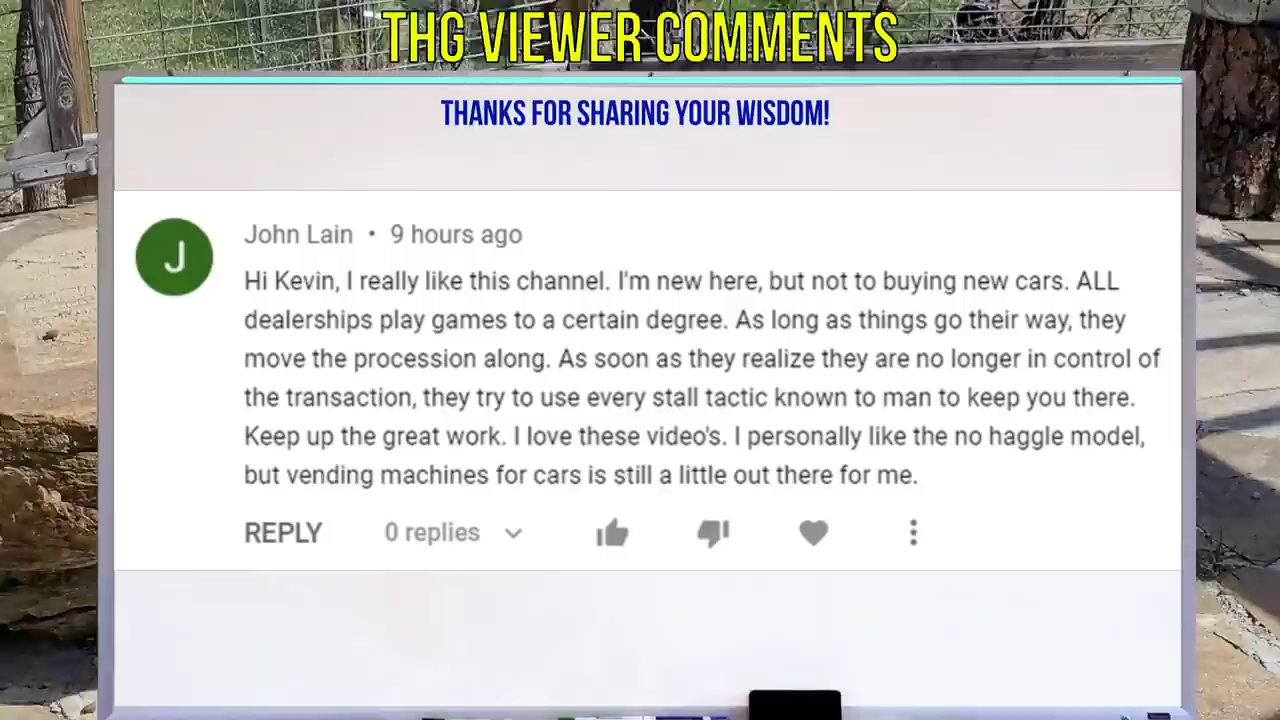 THG VIEWER COMMENTS
THANKS FOR SHARING YOUR WISDOM!
J
John Lain • 9 hours ago
Hi Kevin, I really like this channel. I'm new here, but not to buying new cars. ALL
dealerships play games to a certain degree. As long as things go their way, they
move the procession along. As soon as they realize they are no longer in control of
the transaction, they try to use every stall tactic known to man to keep you there.
Keep up the great work. I love these video's. I personally like the no haggle model,
but vending machines for cars is still a little out there for me.
REPLY 0 replies